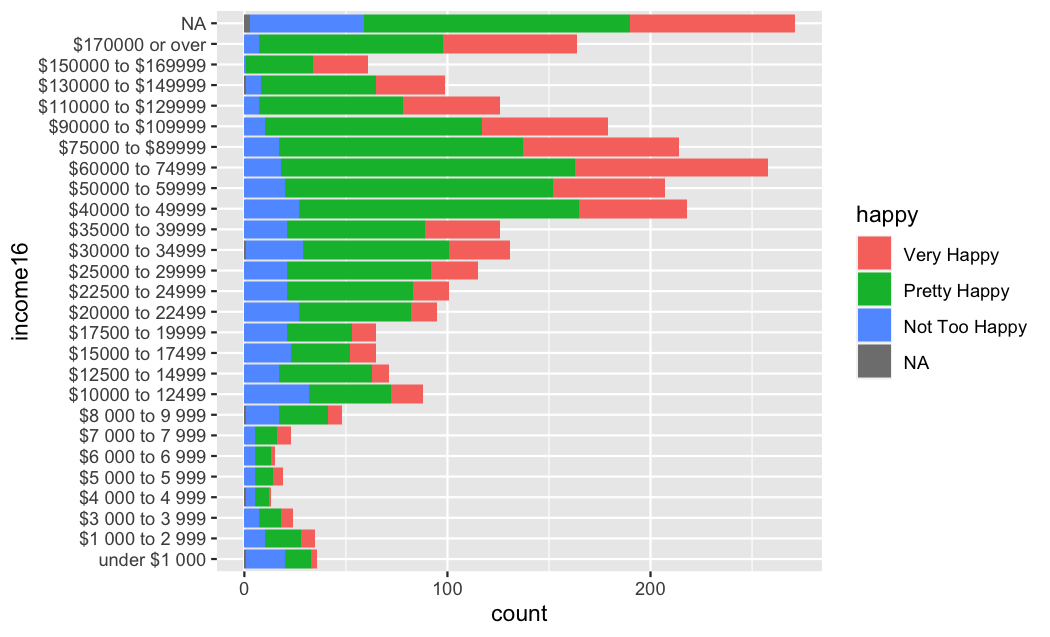 NA
$170000 or over
$150000 to $169999
$130000 to $149999
$110000 to $129999
$90000 to $109999
$75000 to $89999
$60000 to 74999
$50000 to 59999
$40000 to 49999
$35000 to 39999
$30000 to 34999
$25000 to 29999
$22500 to 24999
$20000 to 22499
$17500 to 19999
$15000 to 17499
$12500 to 14999
$10000 to 12499
$8 000 to 9 999
$7 000 to 7 999
$6 000 to 6 999
$5 000 to 5 999
$4 000 to 4 999
$3 000 to 3 999
$1 000 to 2 999
under $1 000
income16
0 100 200
count
happy
Very Happy
Pretty Happy
Not Too Happy
NA